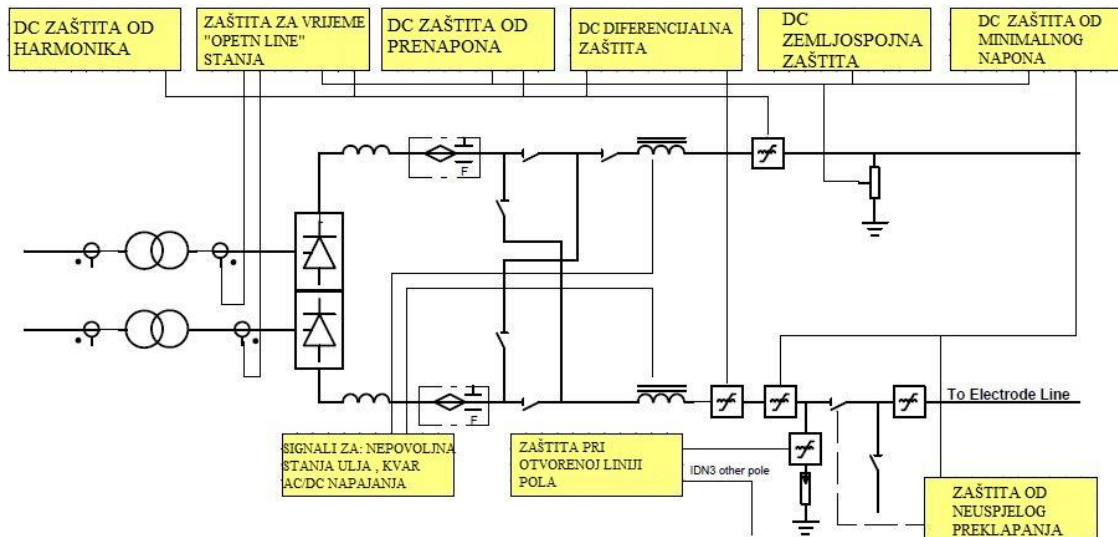 DC ZAŠTITA OD
HARMONIKA
ZAŠTITA ZA VRIJEME
"OPETN LINE"
STANJA
DC ZAŠTITA OD
PRENAPONA
DC DIFERENCIJALNA
ZAŠTITA
DC
ZEMLJOSPOJNA
ZAŠTITA
DC ZAŠTITA OD
MINIMALNOG
NAPONA
F
F
To Electrode Line
SIGNALI ZA: NEPOVOLJNA
STANJA ULJA , KVAR
AC/DC NAPAJANJA
ZAŠTITA PRI
OTVORENOJ LINIJI
POLA
IDN3 other pole
ZAŠTITA OD
NEUSPJELOG
PREKLAPANJA